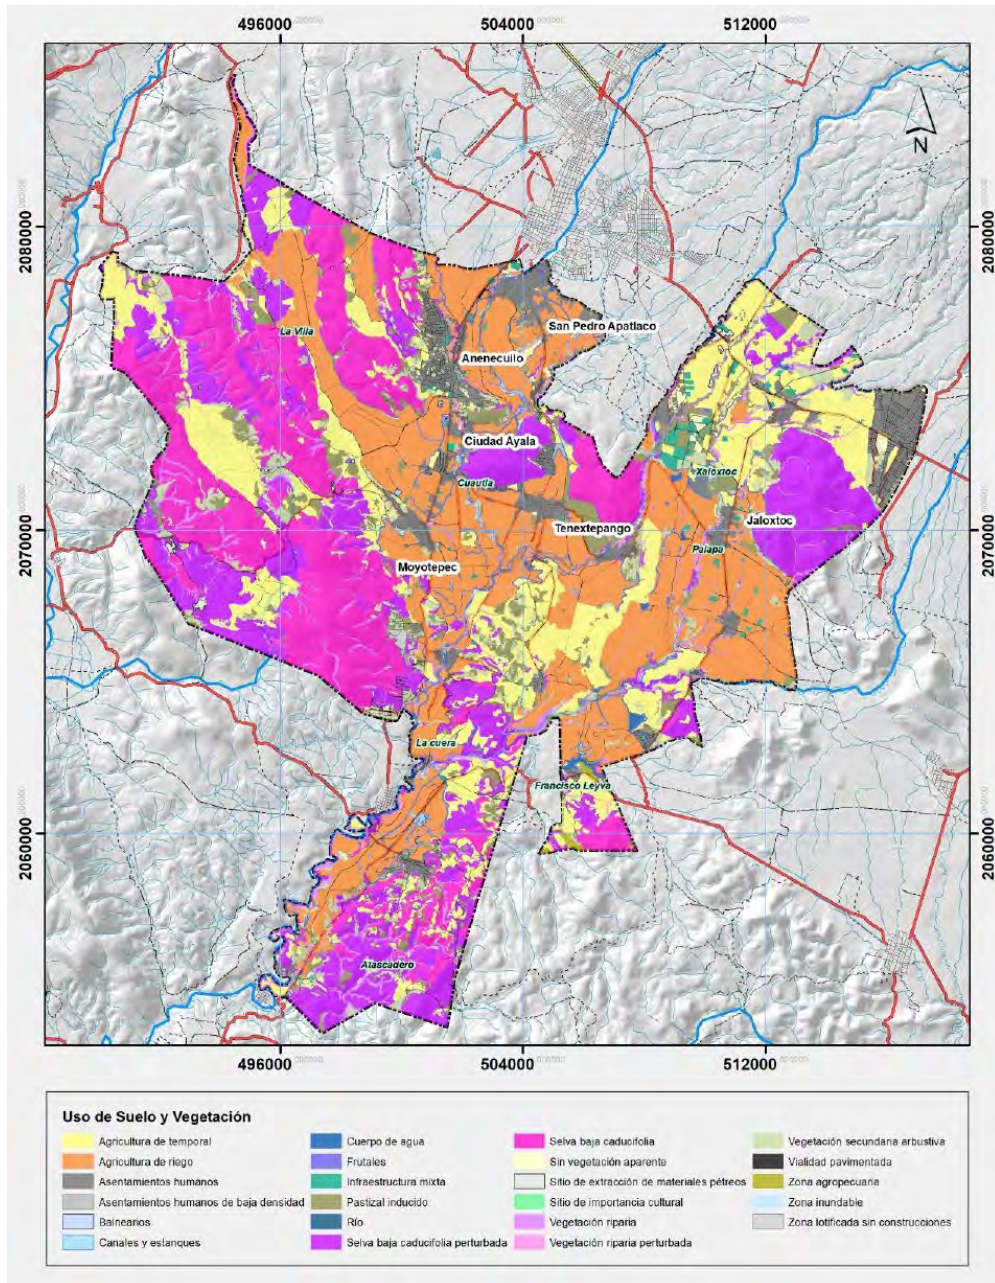 496000 504000 512000
2080000 2080000
San Pedro Apatlaco
La Villa
Anenecuilo
Ciudad Ayala
Cuautla
Xaloxtoc
Jaloxtoc
Tenextepango
2070000 2070000
Palapa
Moyotepec
La cuera
Francisco Leyva
2060000 2060000
Atascadero
N
496000 504000 512000
Uso de Suelo y Vegetación
Agricultura de temporal
Agricultura de riego
Asentamientos humanos
Asentamientos humanos de baja densidad
Balnearios
Canales y estanques
Cuerpo de agua
Frutales
Infraestructura mixta
Pastizal inducido
Río
Selva baja caducifolia perturbada
Selva baja caducifolia
Sin vegetación aparente
Sitio de extracción de materiales pétreos
Sitio de importancia cultural
Vegetación riparia
Vegetación riparia perturbada
Vegetación secundaria arbustiva
Vialidad pavimentada
Zona agropecuaria
Zona inundable
Zona lotificada sin construcciones